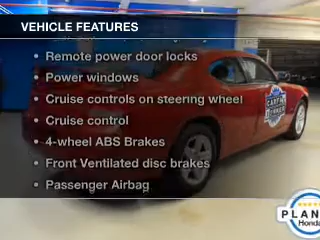 VEHICLE FEATURES
• Remote power door locks
• Power windows
• Cruise controls on steering wheel
• Cruise control
• 4-wheel ABS Brakes
• Front Ventilated disc brakes
• Passenger Airbag
PLAN
Honda